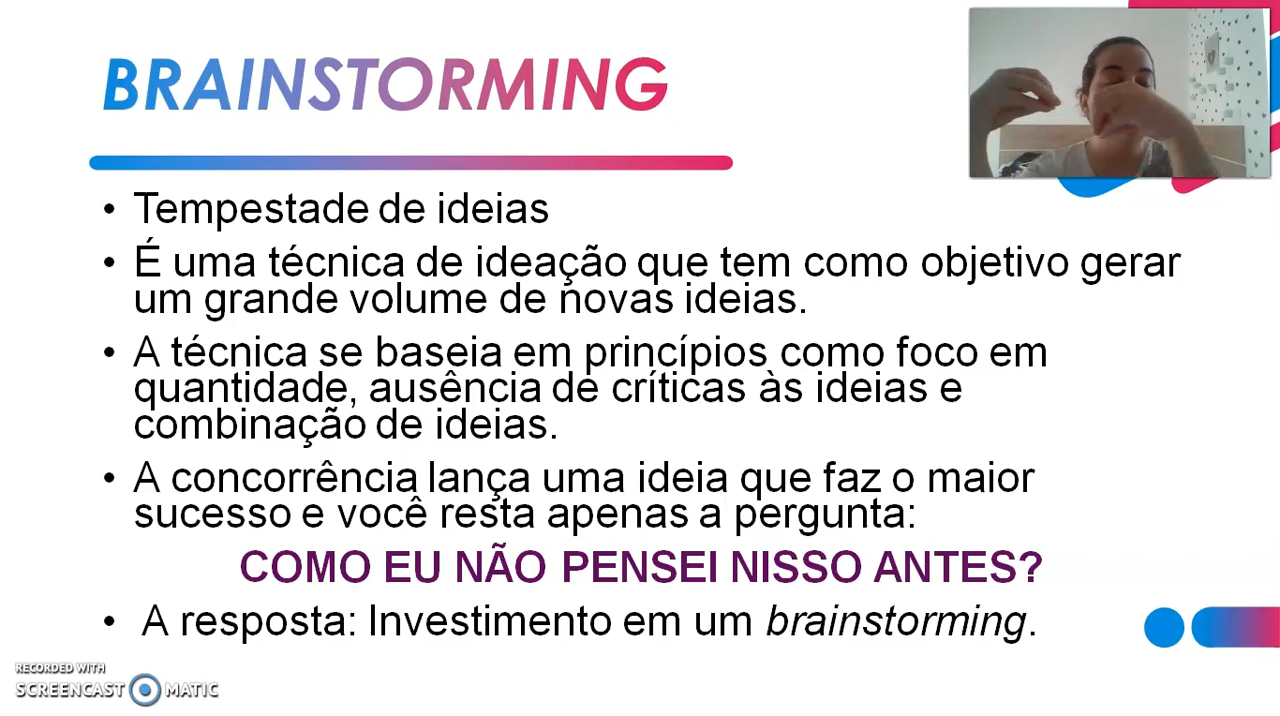 BRAINSTORMING
• Tempestade de ideias
• É uma técnica de ideação que tem como objetivo gerar
um grande volume de novas ideias.
• A técnica se baseia em princípios como foco em
quantidade, ausência de críticas às ideias e
combinação de ideias.
• A concorrência lança uma ideia que faz o maior
sucesso e você resta apenas a pergunta:
COMO EU NÃO PENSEI NISSO ANTES?
• A resposta: Investimento em um brainstorming.
RECORDED WITH
SCREENCAST MATIC